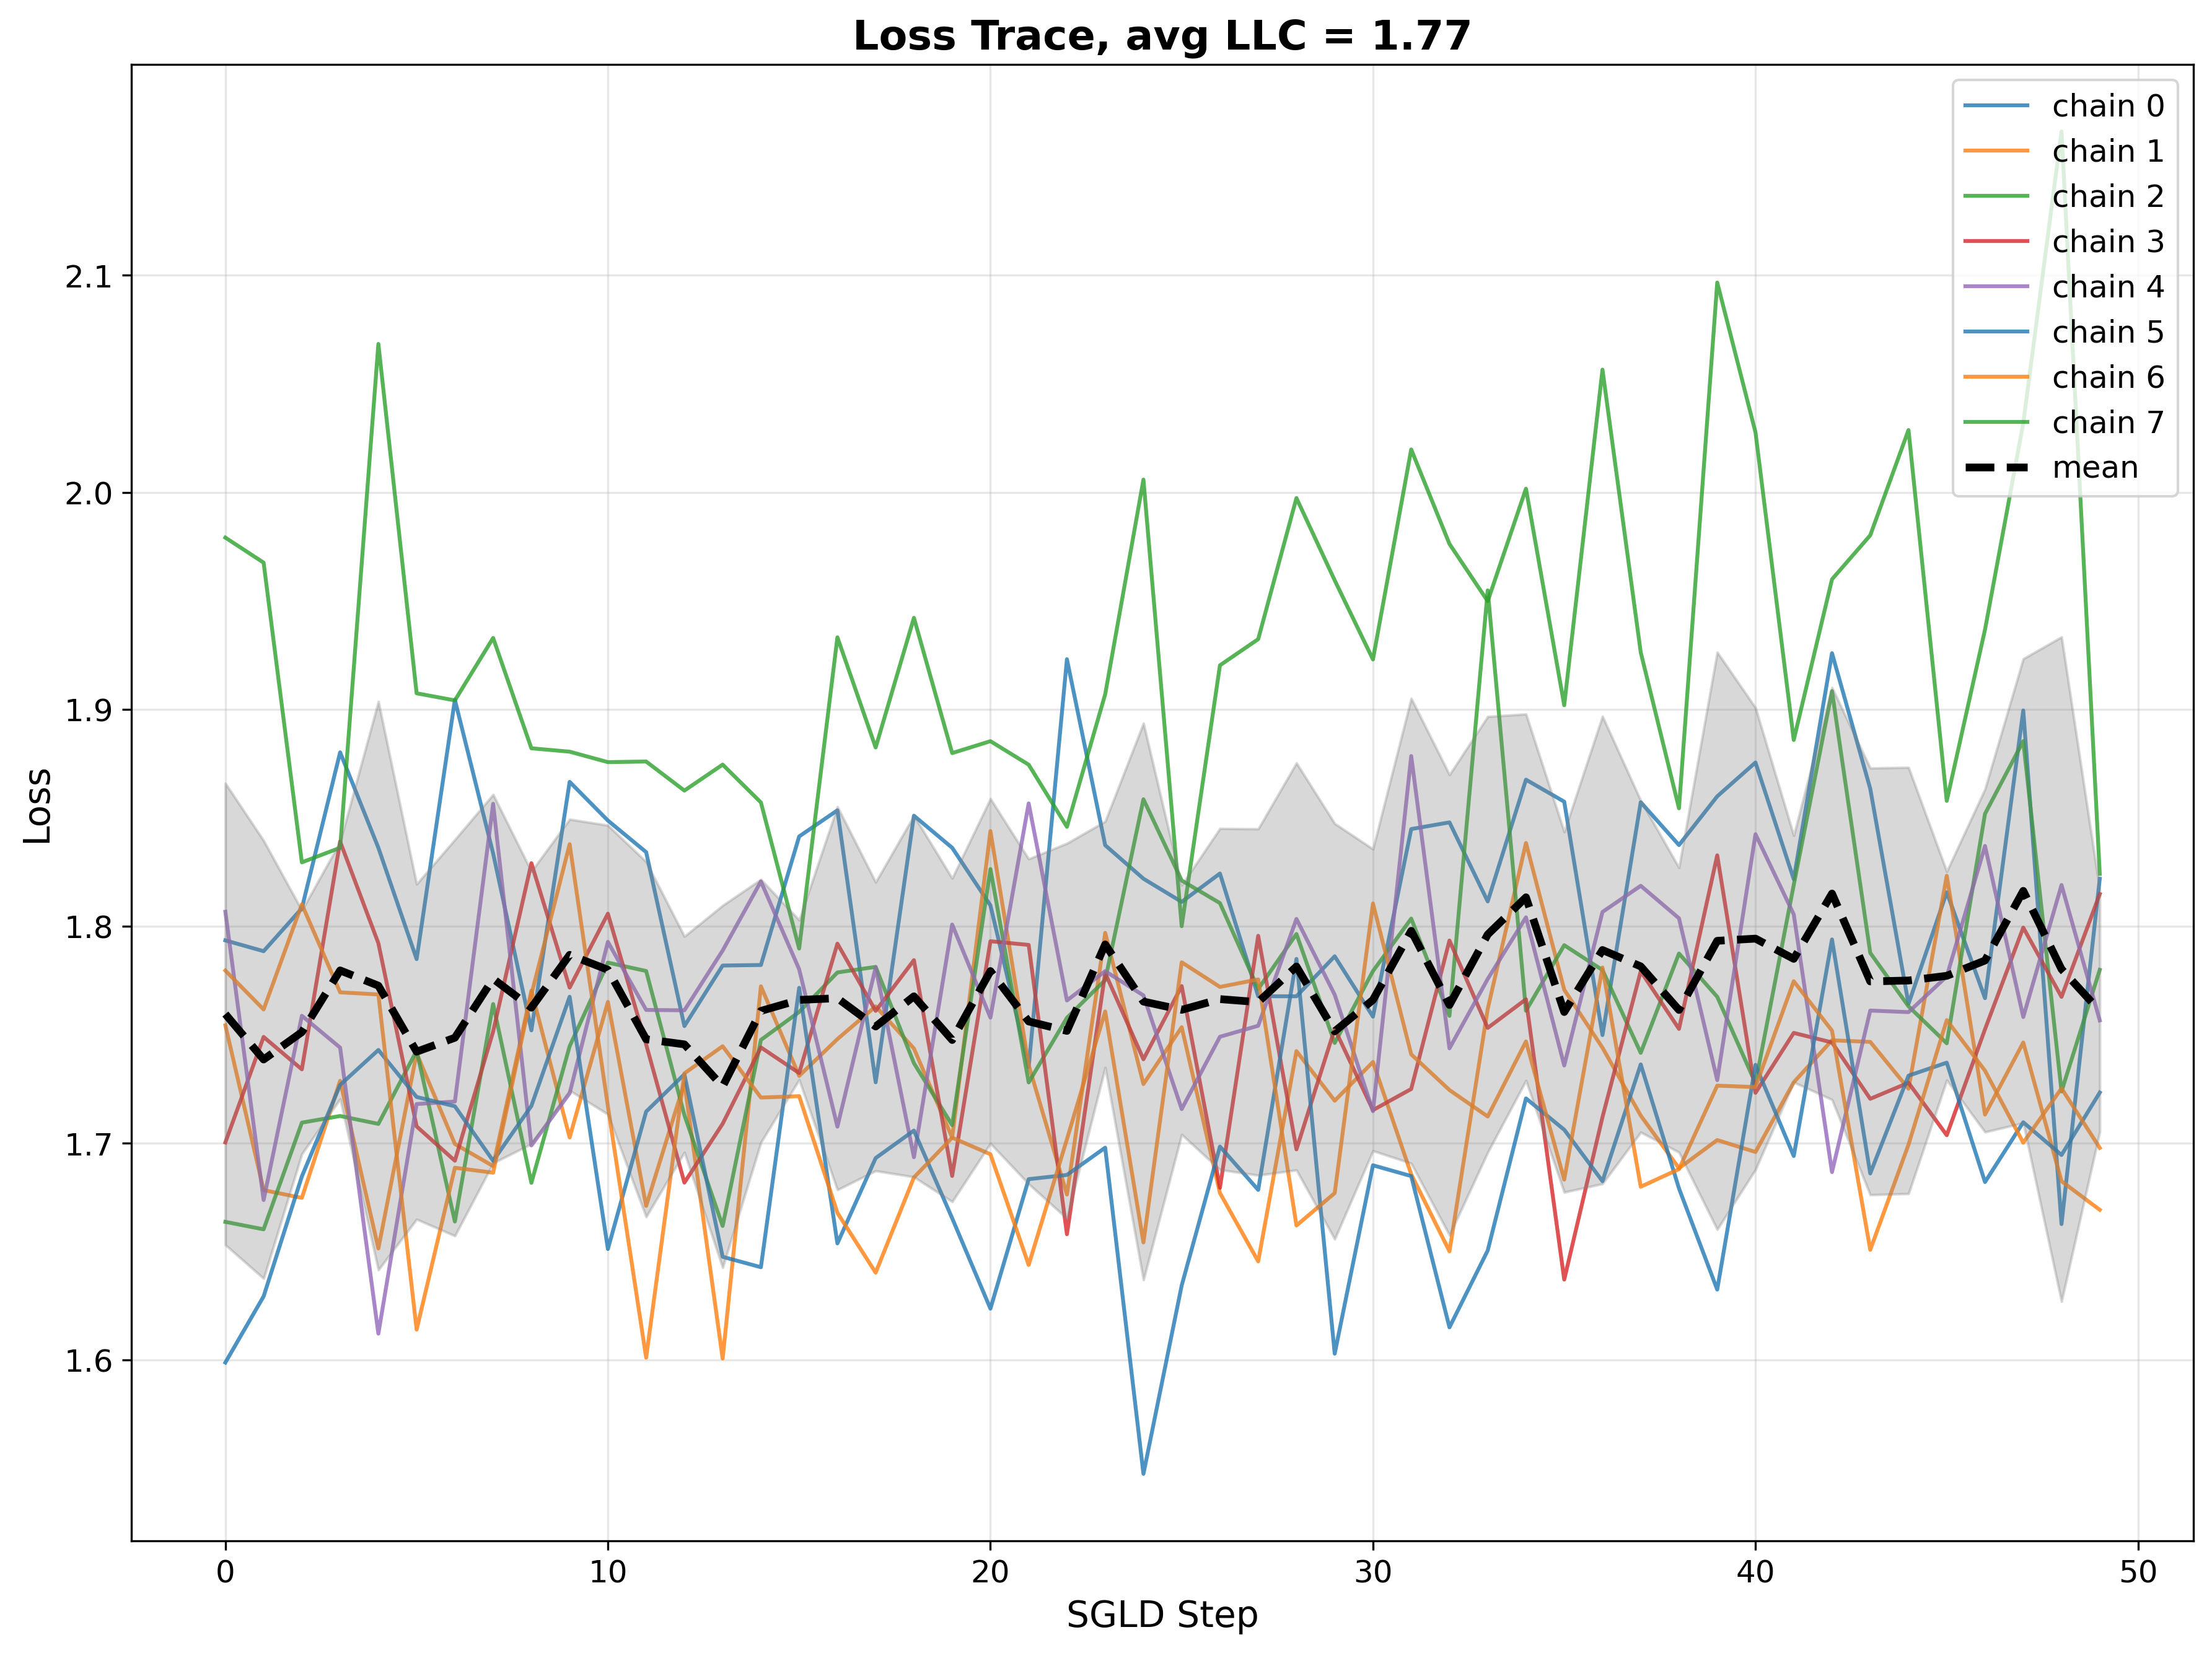 Loss Trace, avg LLC = 1.77
chain 0
chain 1
chain 2
chain 3
chain 4
chain 5
chain 6
chain 7
mean
2.1
2.0
1.9
1.8
1.7
1.6
Loss
0 10 20 30 40 50
SGLD Step